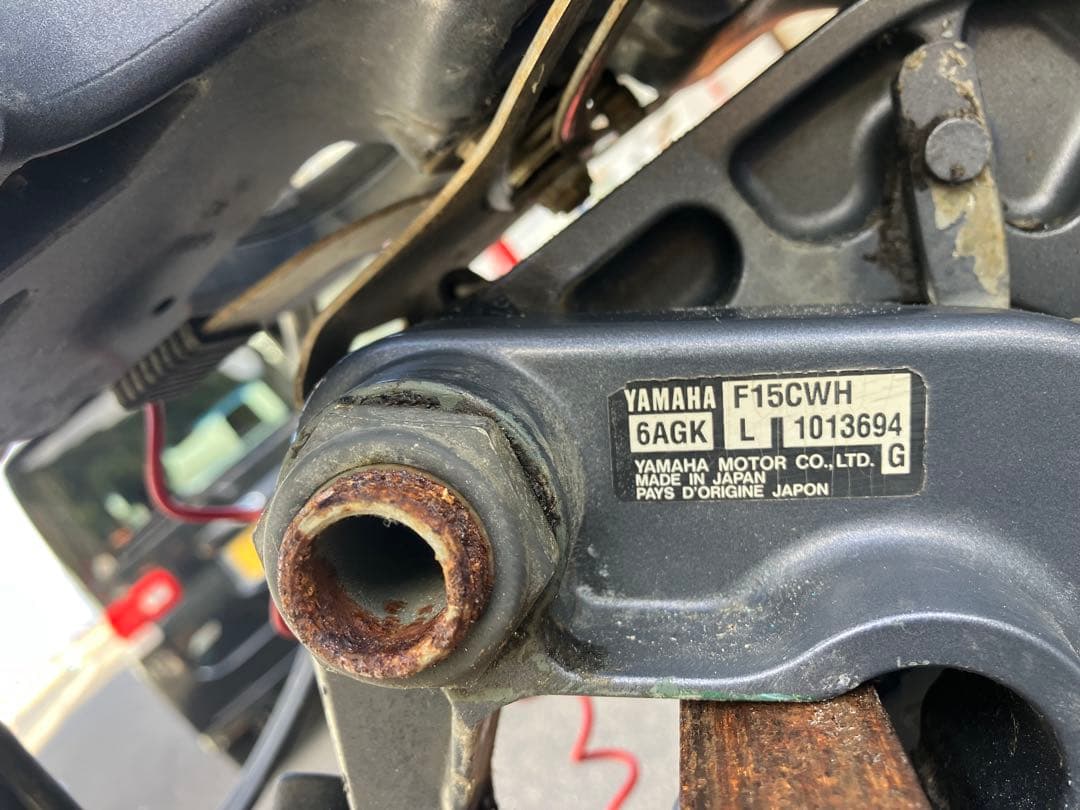 YAMAHA F15CWH
6AGK L 1013694
YAMAHA MOTOR CO., LTD. G
MADE IN JAPAN
PAYS D'ORIGINE JAPON